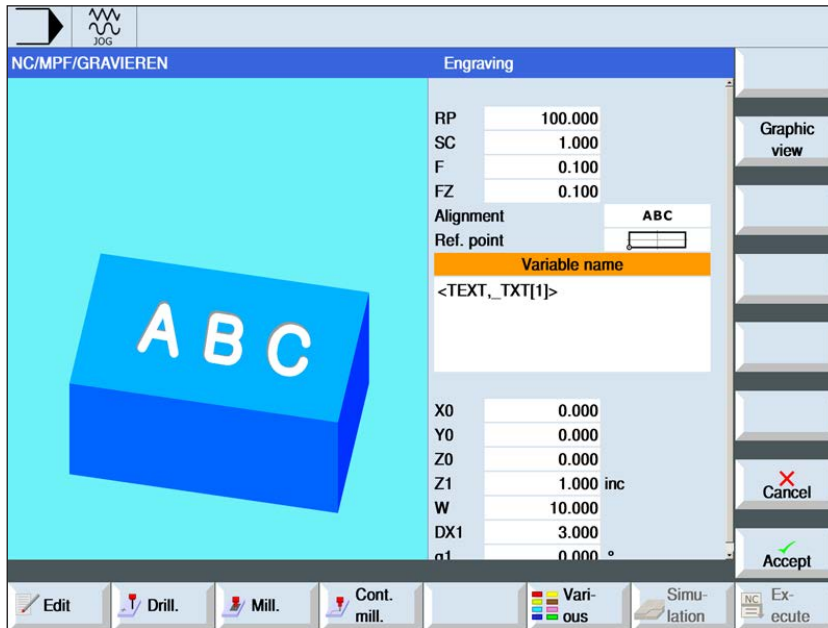 JOG
NC/MPF/GRAVIEREN
Engraving
RP 100.000
SC 1.000
F 0.100
FZ 0.100
Alignment ABC
Ref. point
Variable name
<TEXT,_TXT[1]>
X0 0.000
Y0 0.000
Z0 0.000
Z1 1.000 inc
W 10.000
DX1 3.000
α1 0.000 °
A B C
Graphic
view
Cancel
Accept
Edit
Drill.
Mill.
Cont.
mill.
Vari-
ous
Simu-
lation
NC
Ex-
ecute